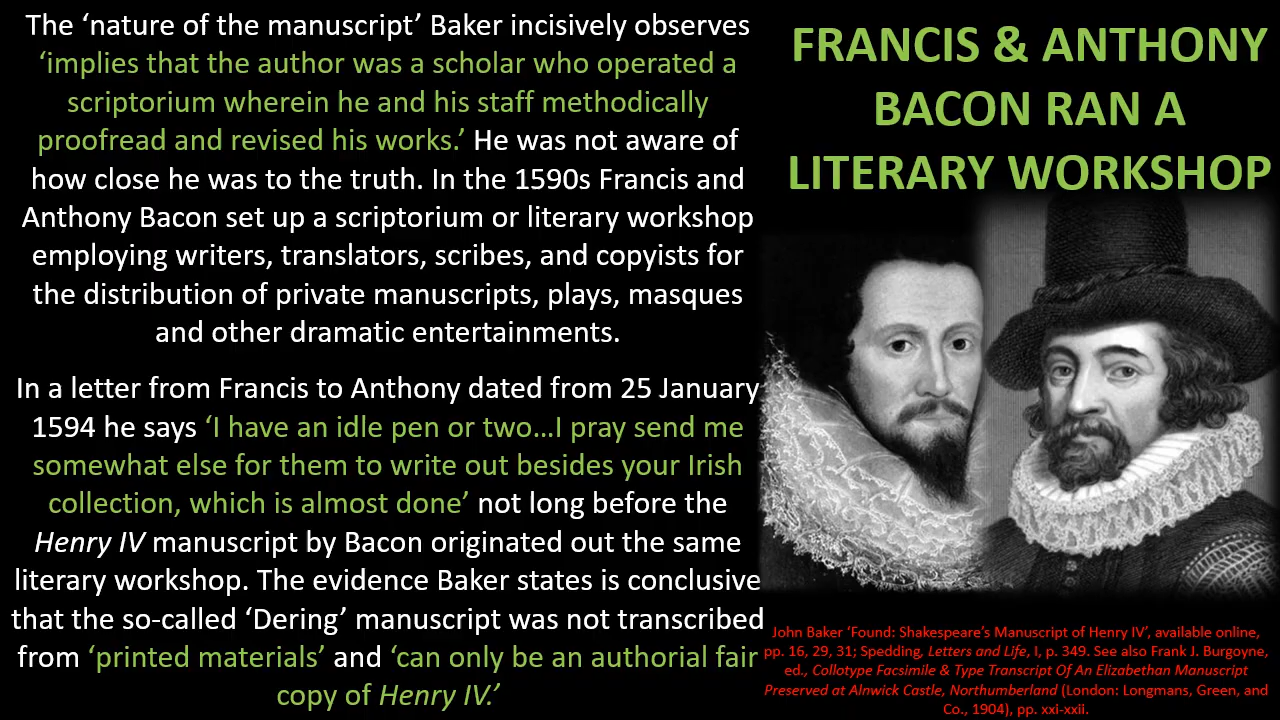 The ‘nature of the manuscript’ Baker incisively observes
‘implies that the author was a scholar who operated a
scriptorium wherein he and his staff methodically
proofread and revised his works.’ He was not aware of
how close he was to the truth. In the 1590s Francis and
Anthony Bacon set up a scriptorium or literary workshop
employing writers, translators, scribes, and copyists for
the distribution of private manuscripts, plays, masques
and other dramatic entertainments.
In a letter from Francis to Anthony dated from 25 January
1594 he says ‘I have an idle pen or two…I pray send me
somewhat else for them to write out besides your Irish
collection, which is almost done’ not long before the
Henry IV manuscript by Bacon originated out the same
literary workshop. The evidence Baker states is conclusive
that the so-called ‘Dering’ manuscript was not transcribed
from ‘printed materials’ and ‘can only be an authorial fair
copy of Henry IV.’
FRANCIS & ANTHONY
BACON RAN A
LITERARY WORKSHOP
John Baker ‘Found: Shakespeare’s Manuscript of Henry IV’, available online,
pp. 16, 29, 31; Spedding, Letters and Life, I, p. 349. See also Frank J. Burgoyne,
ed., Collotype Facsimile & Type Transcript Of An Elizabethan Manuscript
Preserved at Alnwick Castle, Northumberland (London: Longmans, Green, and
Co., 1904), pp. xxi-xxii.